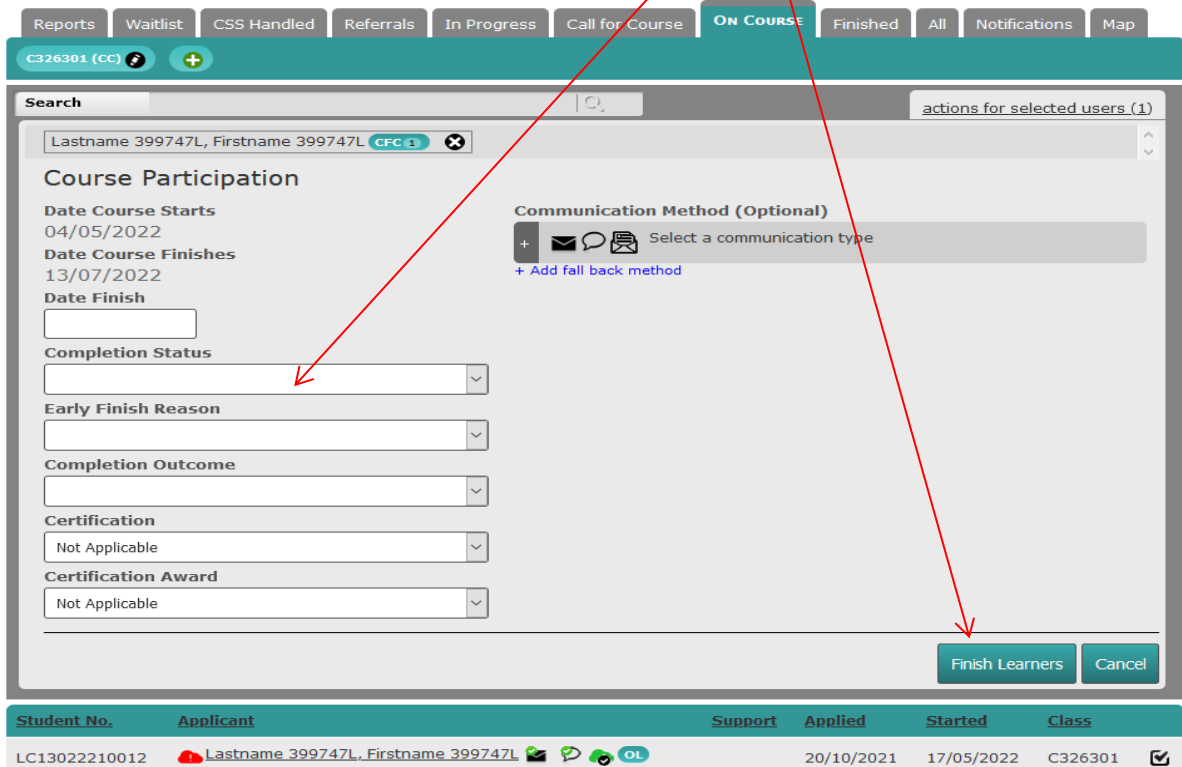 Reports Waitlist CSS Handled Referrals In Progress Call for Course ON COURSE Finished All Notifications Map
C326301 (CC)
Search actions for selected users (1)
Lastname 399747L, Firstname 399747L CFC 1
Course Participation
Date Course Starts
04/05/2022
Date Course Finishes
13/07/2022
Date Finish
Completion Status
Early Finish Reason
Completion Outcome
Certification
Not Applicable
Certification Award
Not Applicable
Communication Method (Optional)
+ Select a communication type
+ Add fall back method
Finish Learners Cancel
Student No. Applicant Support Applied Started Class
LC13022210012 Lastname 399747L, Firstname 399747L OL 20/10/2021 17/05/2022 C326301